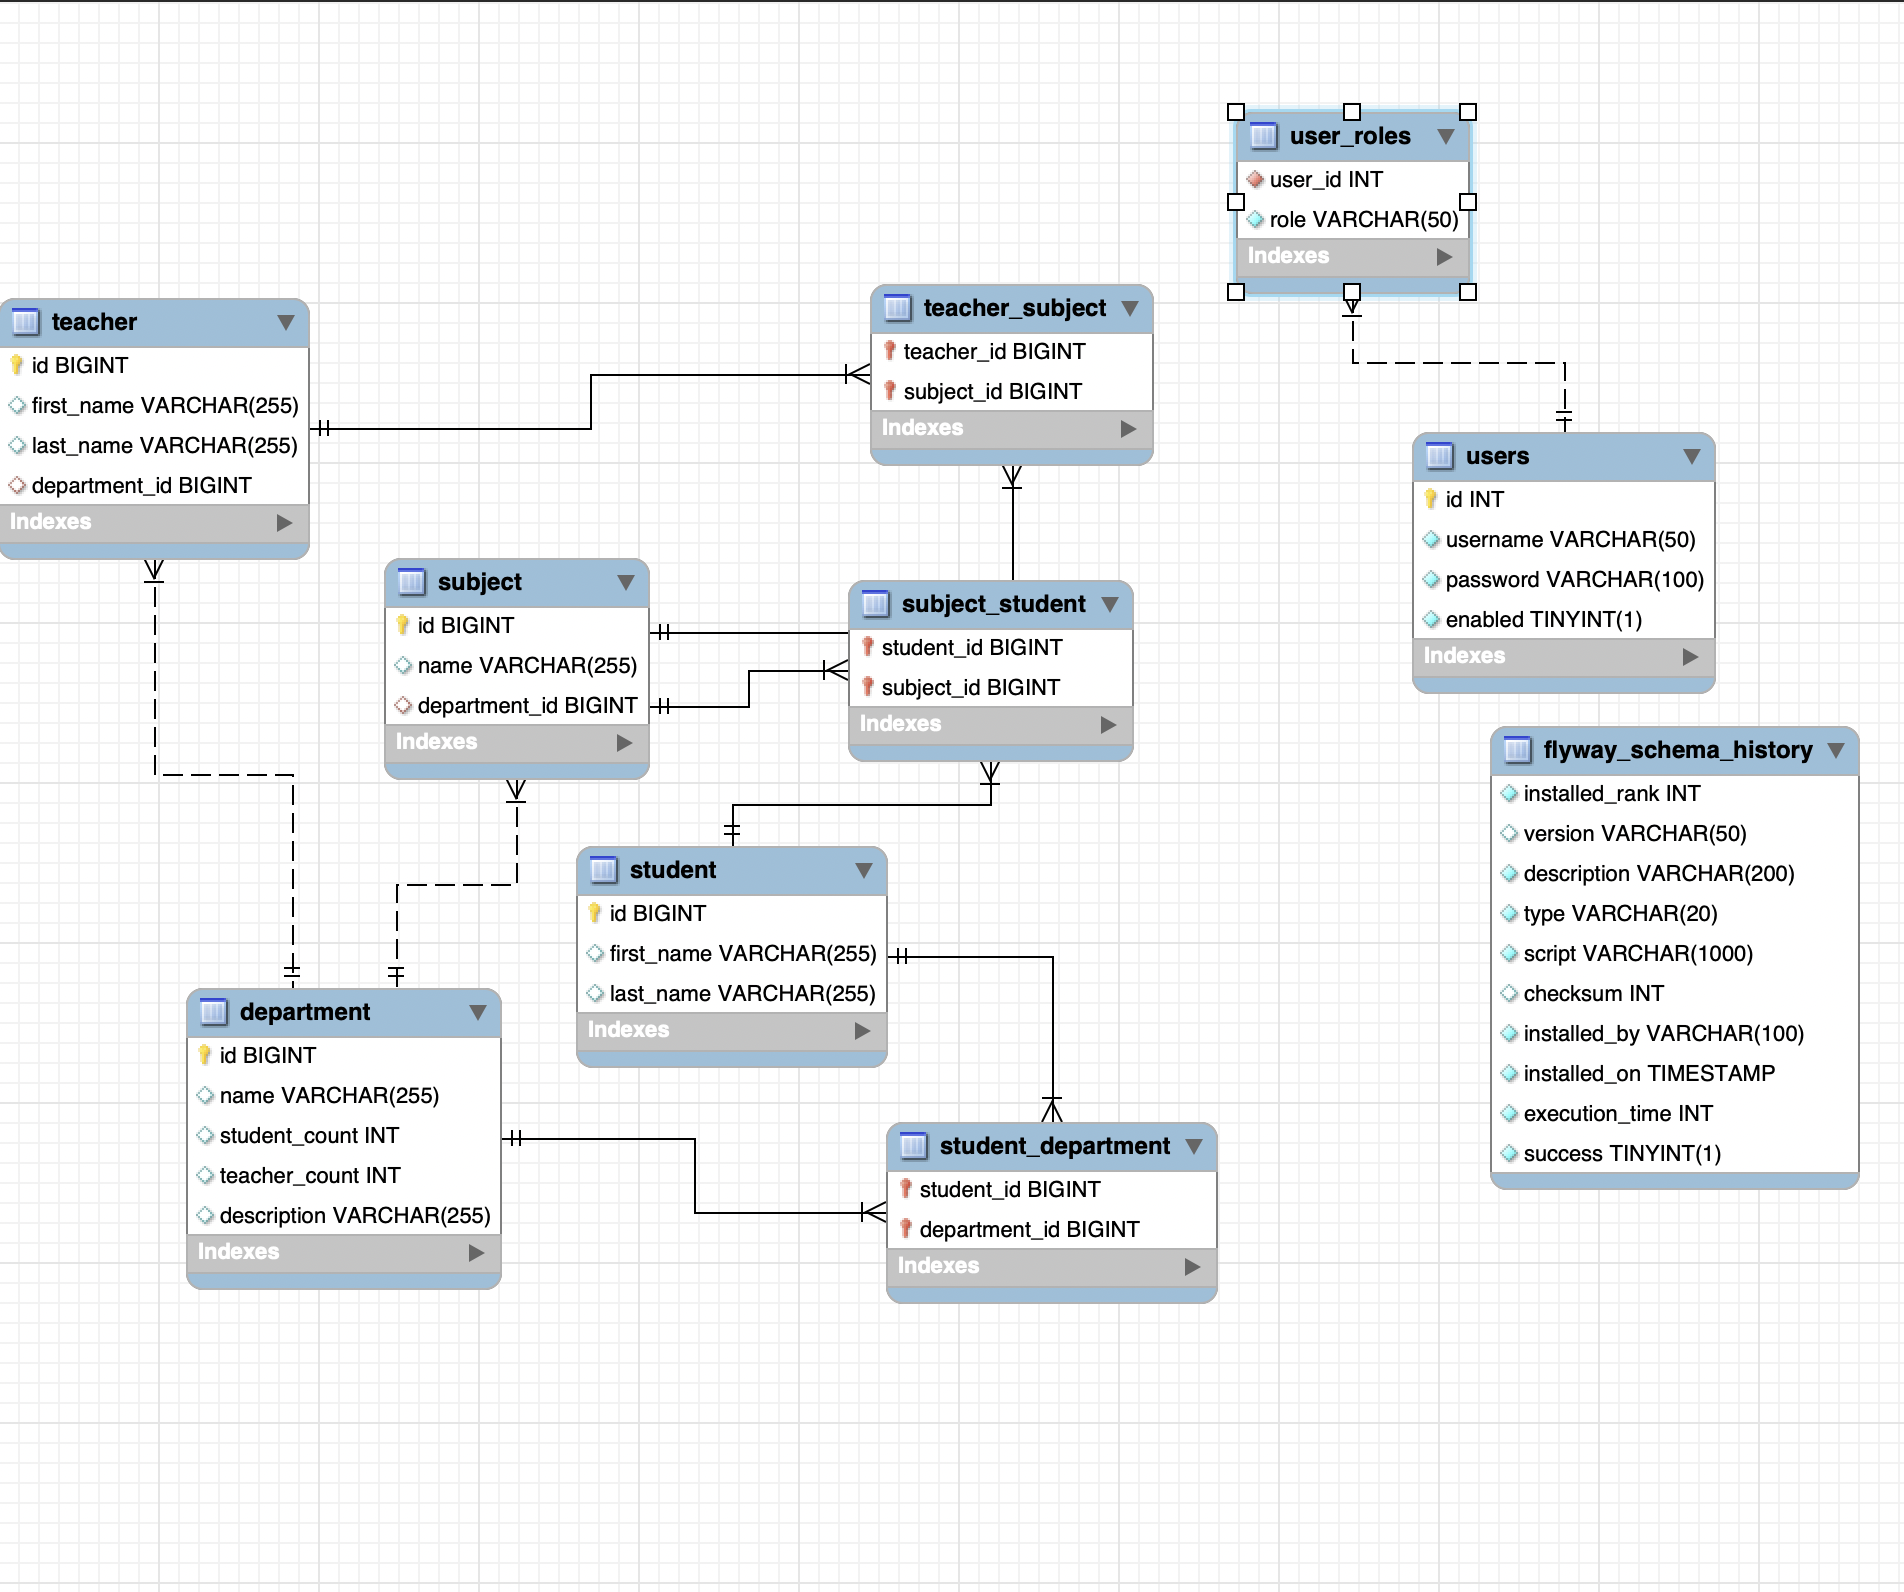 user_roles
user_id INT
role VARCHAR(50)
Indexes
teacher
id BIGINT
first_name VARCHAR(255)
last_name VARCHAR(255)
department_id BIGINT
Indexes
teacher_subject
teacher_id BIGINT
subject_id BIGINT
Indexes
users
id INT
username VARCHAR(50)
password VARCHAR(100)
enabled TINYINT(1)
Indexes
subject
id BIGINT
name VARCHAR(255)
department_id BIGINT
Indexes
subject_student
student_id BIGINT
subject_id BIGINT
Indexes
flyway_schema_history
installed_rank INT
version VARCHAR(50)
description VARCHAR(200)
type VARCHAR(20)
script VARCHAR(1000)
checksum INT
installed_by VARCHAR(100)
installed_on TIMESTAMP
execution_time INT
success TINYINT(1)
student
id BIGINT
first_name VARCHAR(255)
last_name VARCHAR(255)
Indexes
department
id BIGINT
name VARCHAR(255)
student_count INT
teacher_count INT
description VARCHAR(255)
Indexes
student_department
student_id BIGINT
department_id BIGINT
Indexes